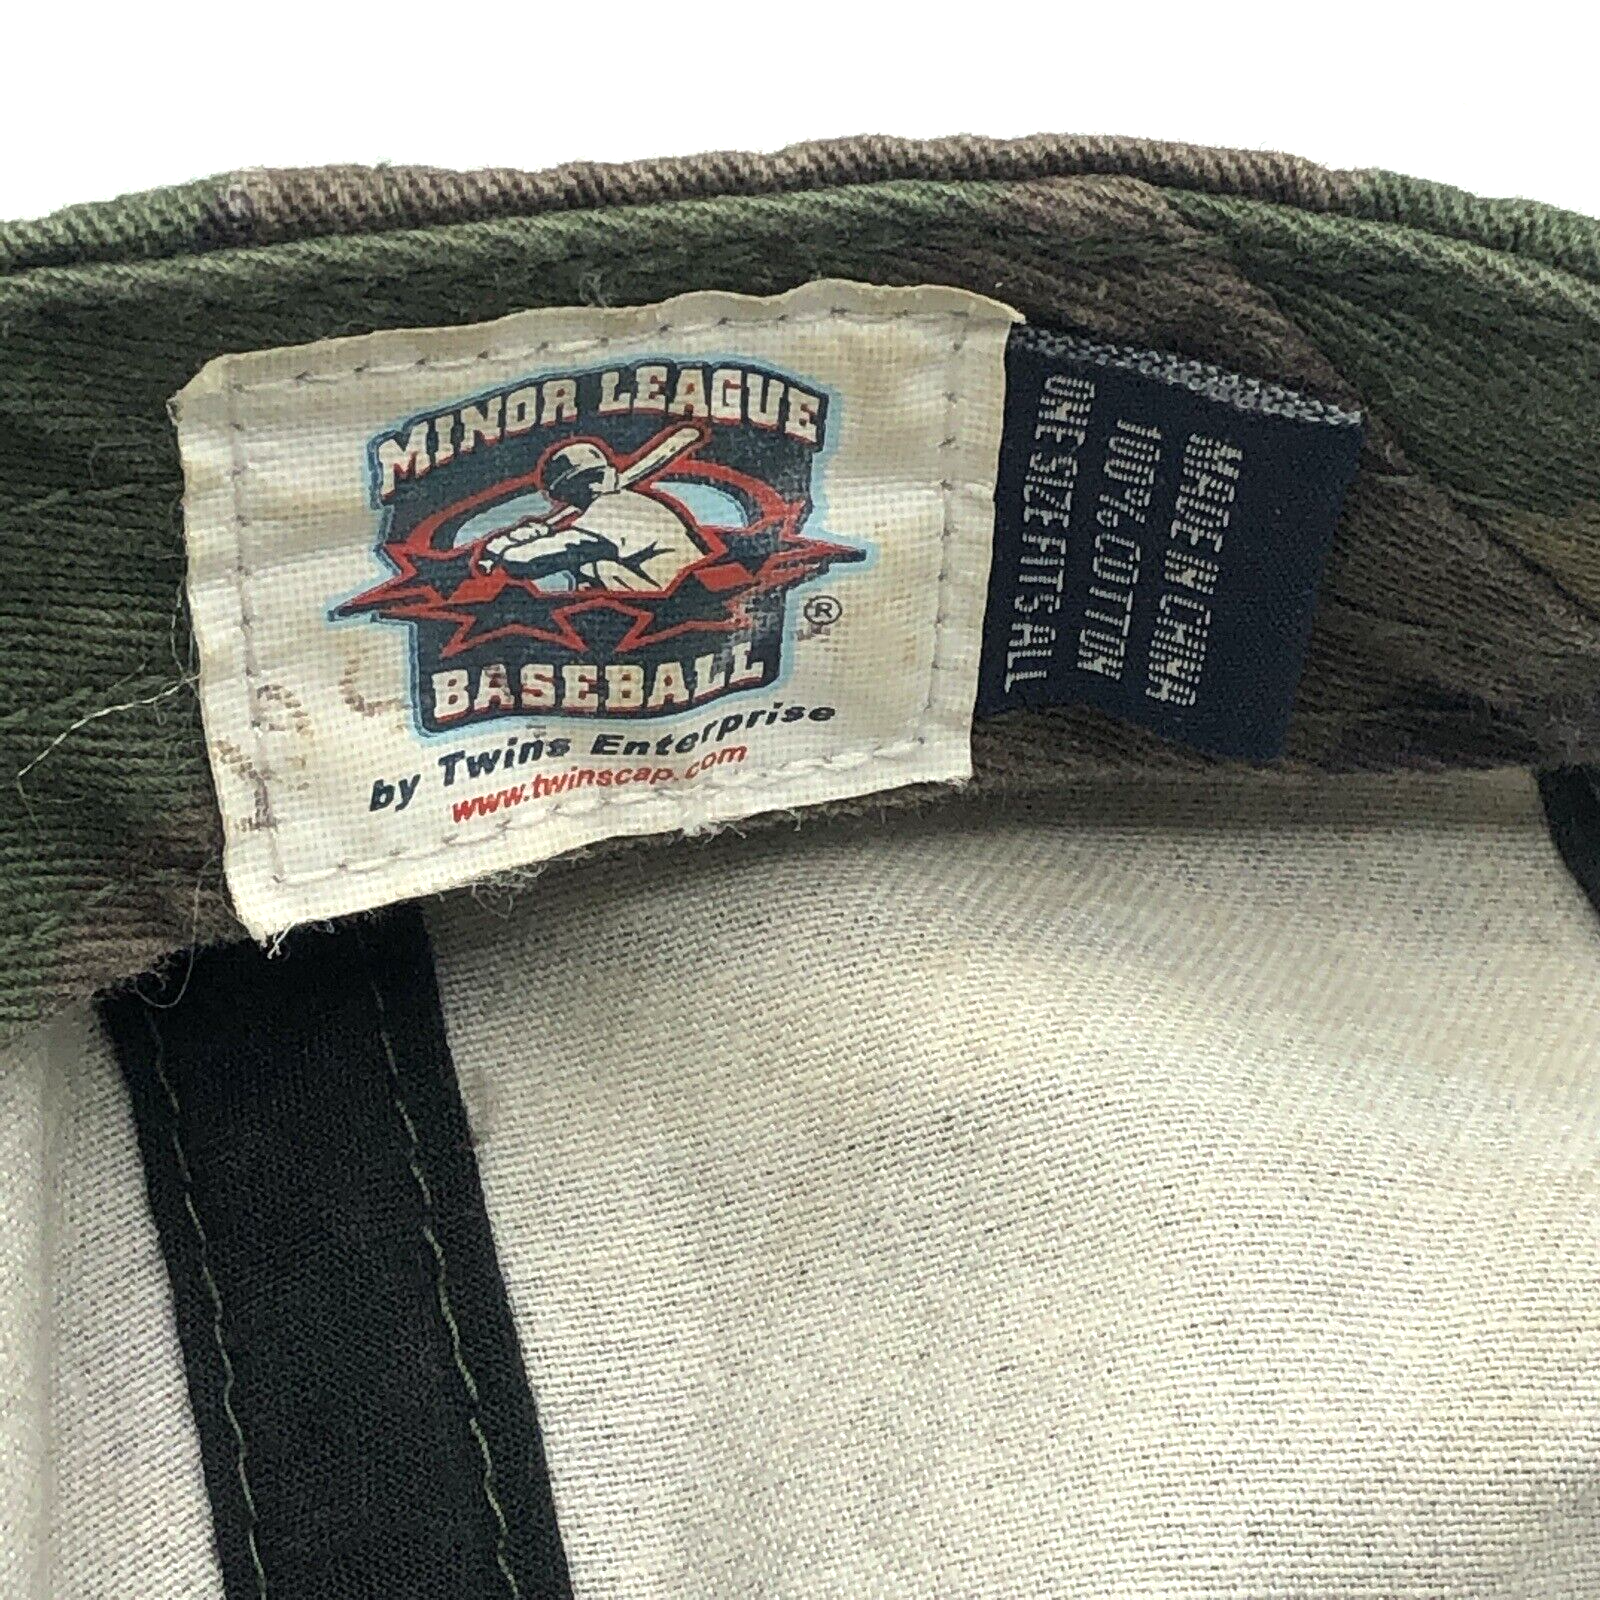 MINOR LEAGUE
BASEBALL
®
by Twins Enterprise
www.twinscap.com
MADE IN CHINA
100% COTTON
ONE SIZE FITS ALL